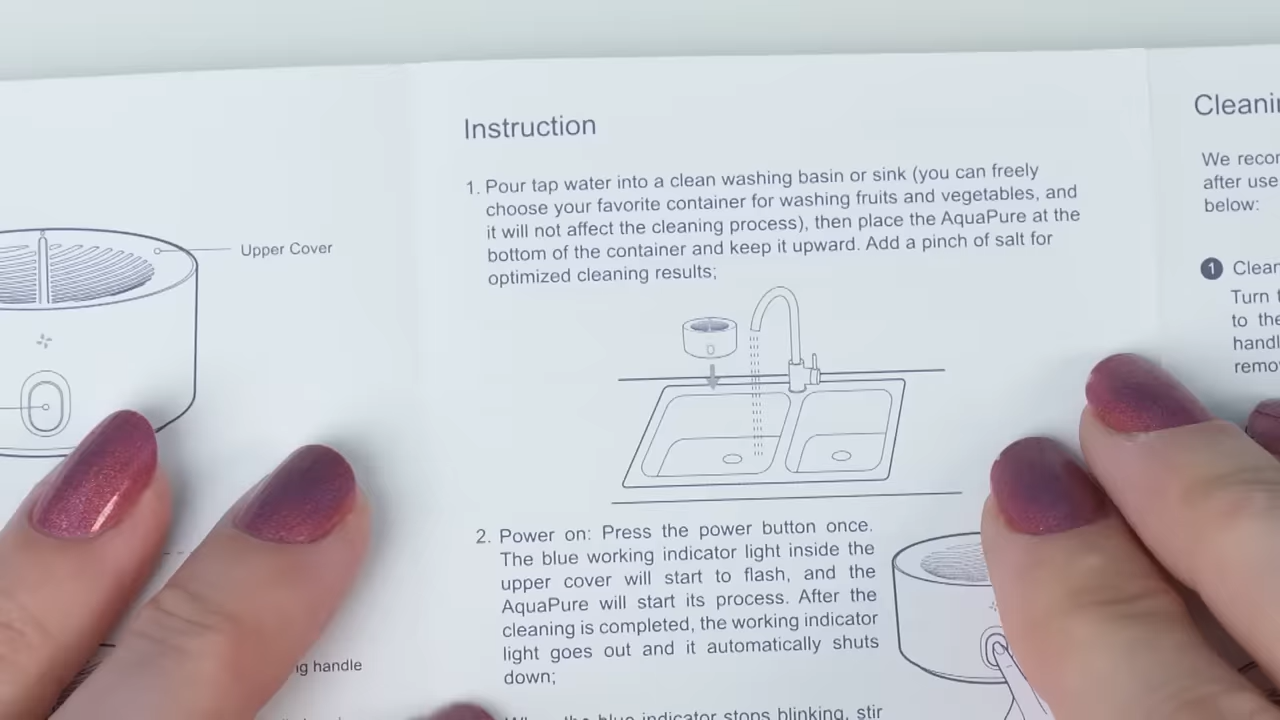 Upper Cover
ng handle
Instruction
1. Pour tap water into a clean washing basin or sink (you can freely
choose your favorite container for washing fruits and vegetables, and
it will not affect the cleaning process), then place the AquaPure at the
bottom of the container and keep it upward. Add a pinch of salt for
optimized cleaning results;
2. Power on: Press the power button once.
The blue working indicator light inside the
upper cover will start to flash, and the
AquaPure will start its process. After the
cleaning is completed, the working indicator
light goes out and it automatically shuts
down;
the blue indicator stops blinking, stir
Cleani
We recor
after use
below:
1 Clear
Turn
to the
handl
remo